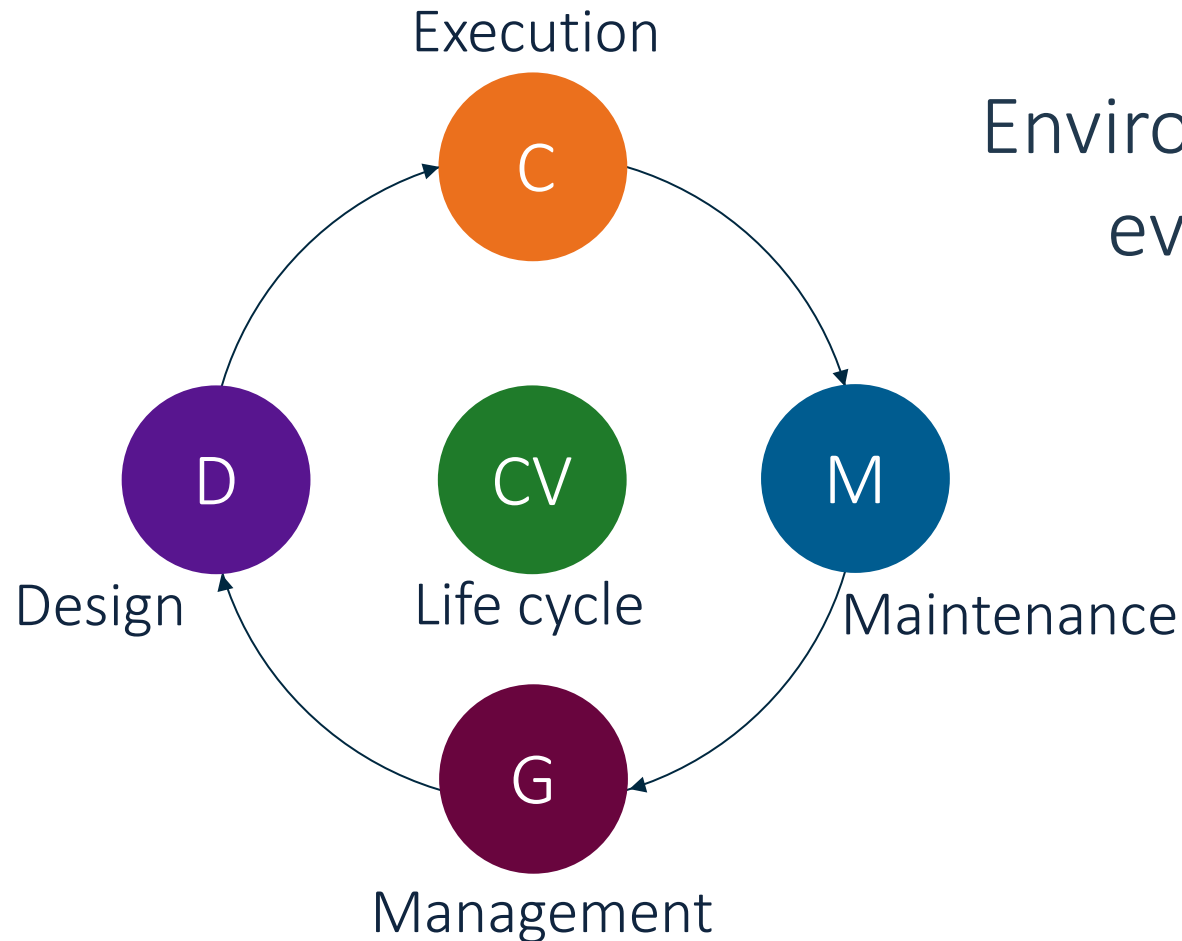 Execution
C
Enviro
ev
D
CV
M
Design
Life cycle
Maintenance
G
Management